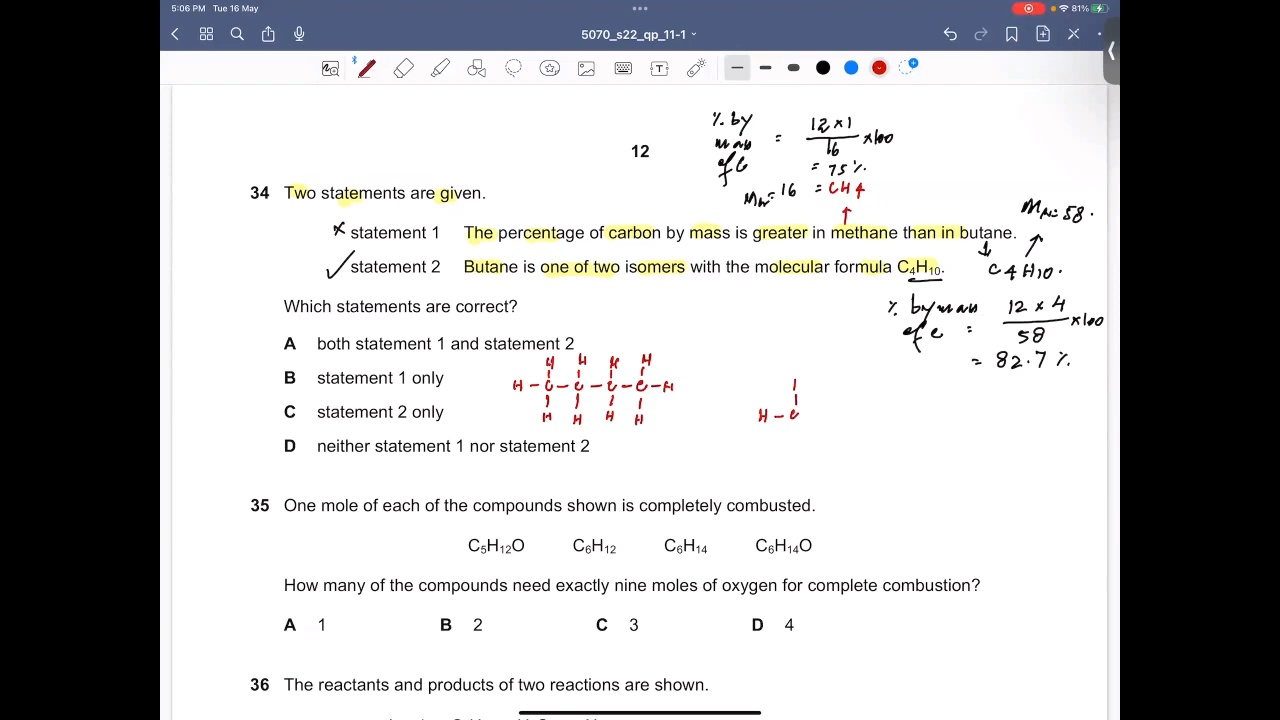 5:06 PM Tue 16 May
81%
5070_s22_qp_11-1
12
% by mass of C = 12 x 1 / 16 x100
= 75 %
Mr = 16 = CH4
34 Two statements are given.
Mr = 58.
x statement 1 The percentage of carbon by mass is greater in methane than in butane.
✓ statement 2 Butane is one of two isomers with the molecular formula C4H10.
C4H10.
% by mass of C = 12 x 4 / 58 x100
= 82.7 %
Which statements are correct?
A both statement 1 and statement 2
H H H H
B statement 1 only
H - C - C - C - C - H
H H H H
H - C
C statement 2 only
D neither statement 1 nor statement 2
35 One mole of each of the compounds shown is completely combusted.
C5H12O C6H12 C6H14 C6H14O
How many of the compounds need exactly nine moles of oxygen for complete combustion?
A 1 B 2 C 3 D 4
36 The reactants and products of two reactions are shown.